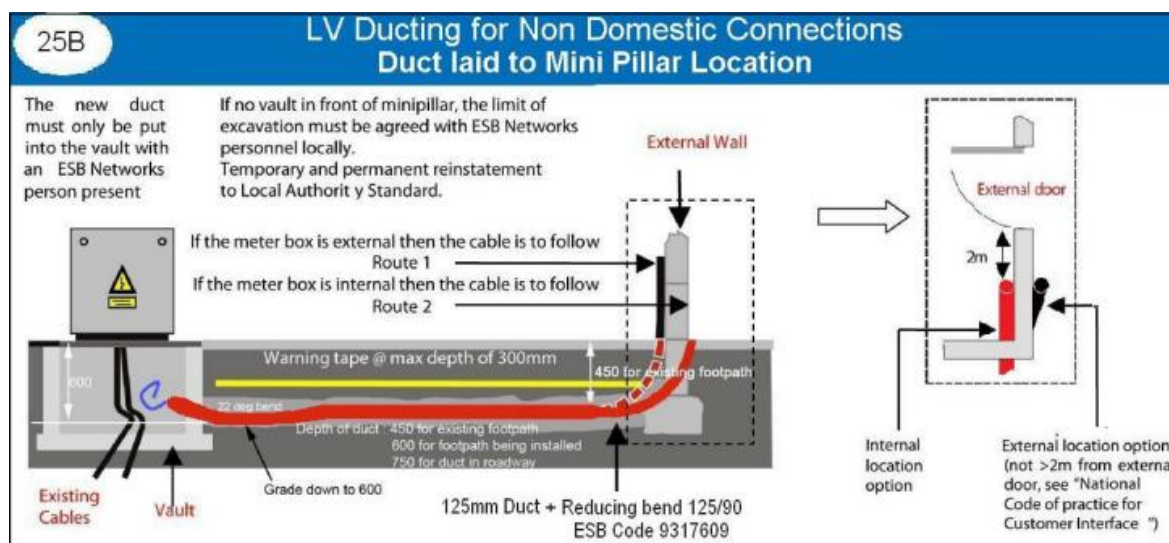 25B
LV Ducting for Non Domestic Connections
Duct laid to Mini Pillar Location
The new duct
must only be put
into the vault with
an ESB Networks
person present
If no vault in front of minipillar, the limit of
excavation must be agreed with ESB Networks
personnel locally.
Temporary and permanent reinstatement
to Local Authorit y Standard.
External Wall
If the meter box is external then the cable is to follow
Route 1
If the meter box is internal then the cable is to follow
Route 2
External door
2m
Warning tape @ max depth of 300mm
600
450 for existing footpath
22 deg bend
Depth of duct : 450 for existing footpath
600 for footpath being installed
750 for duct in roadway
Grade down to 600
Existing
Cables
Vault
125mm Duct + Reducing bend 125/90
ESB Code 9317609
Internal
location
option
External location option
(not >2m from external
door, see "National
Code of practice for
Customer Interface ")